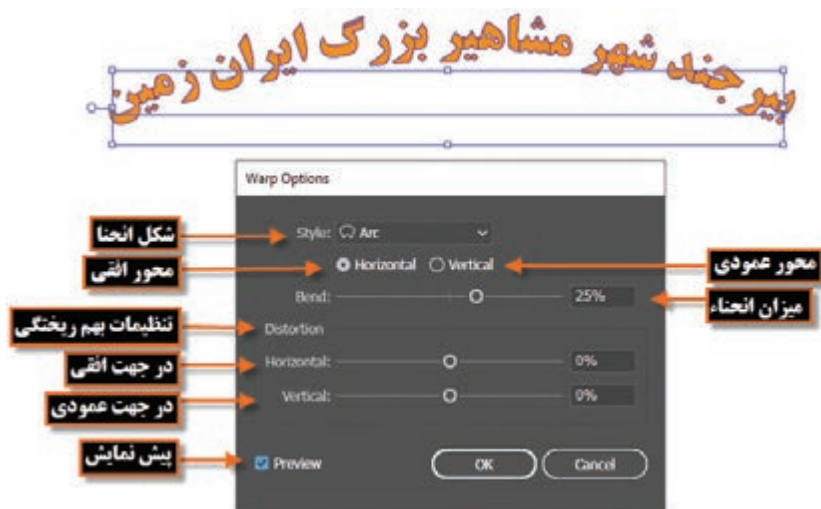 بیرجند شهر مشاهیر بزرگ ایران زمین
Warp Options
شکل انحنا
Style: Arc
محور افقی
Horizontal Vertical
محور عمودی
Bend: 25%
میزان انحناء
تنظیمات بهم ریختگی
Distortion
در جهت افقی
Horizontal: 0%
در جهت عمودی
Vertical: 0%
پیش نمایش
Preview OK Cancel